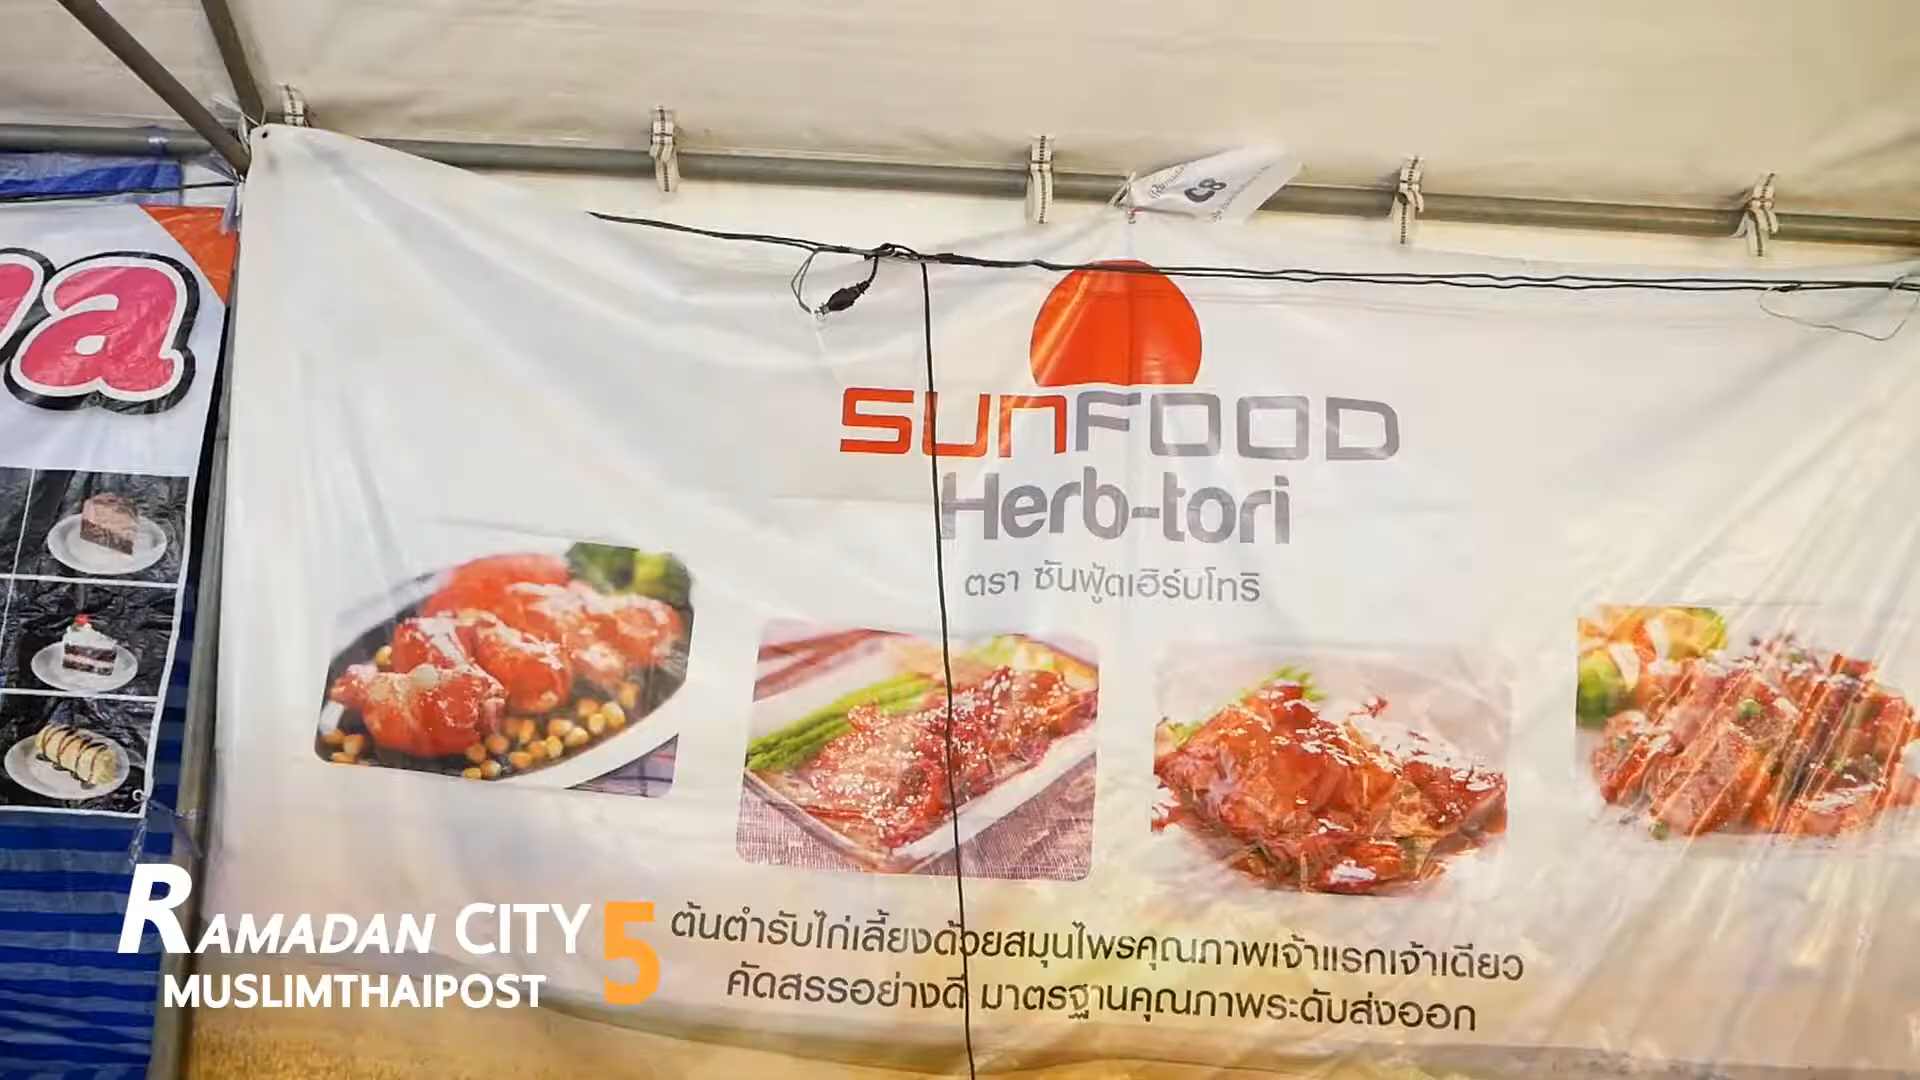 C8
SUNFOOD
Herb-tori
ตรา ซันฟู้ดเฮิร์บโทริ
ต้นตำรับไก่เลี้ยงด้วยสมุนไพรคุณภาพเจ้าแรกเจ้าเดียว
คัดสรรอย่างดี มาตรฐานคุณภาพระดับส่งออก
RAMADAN CITY 5
MUSLIMTHAIPOST